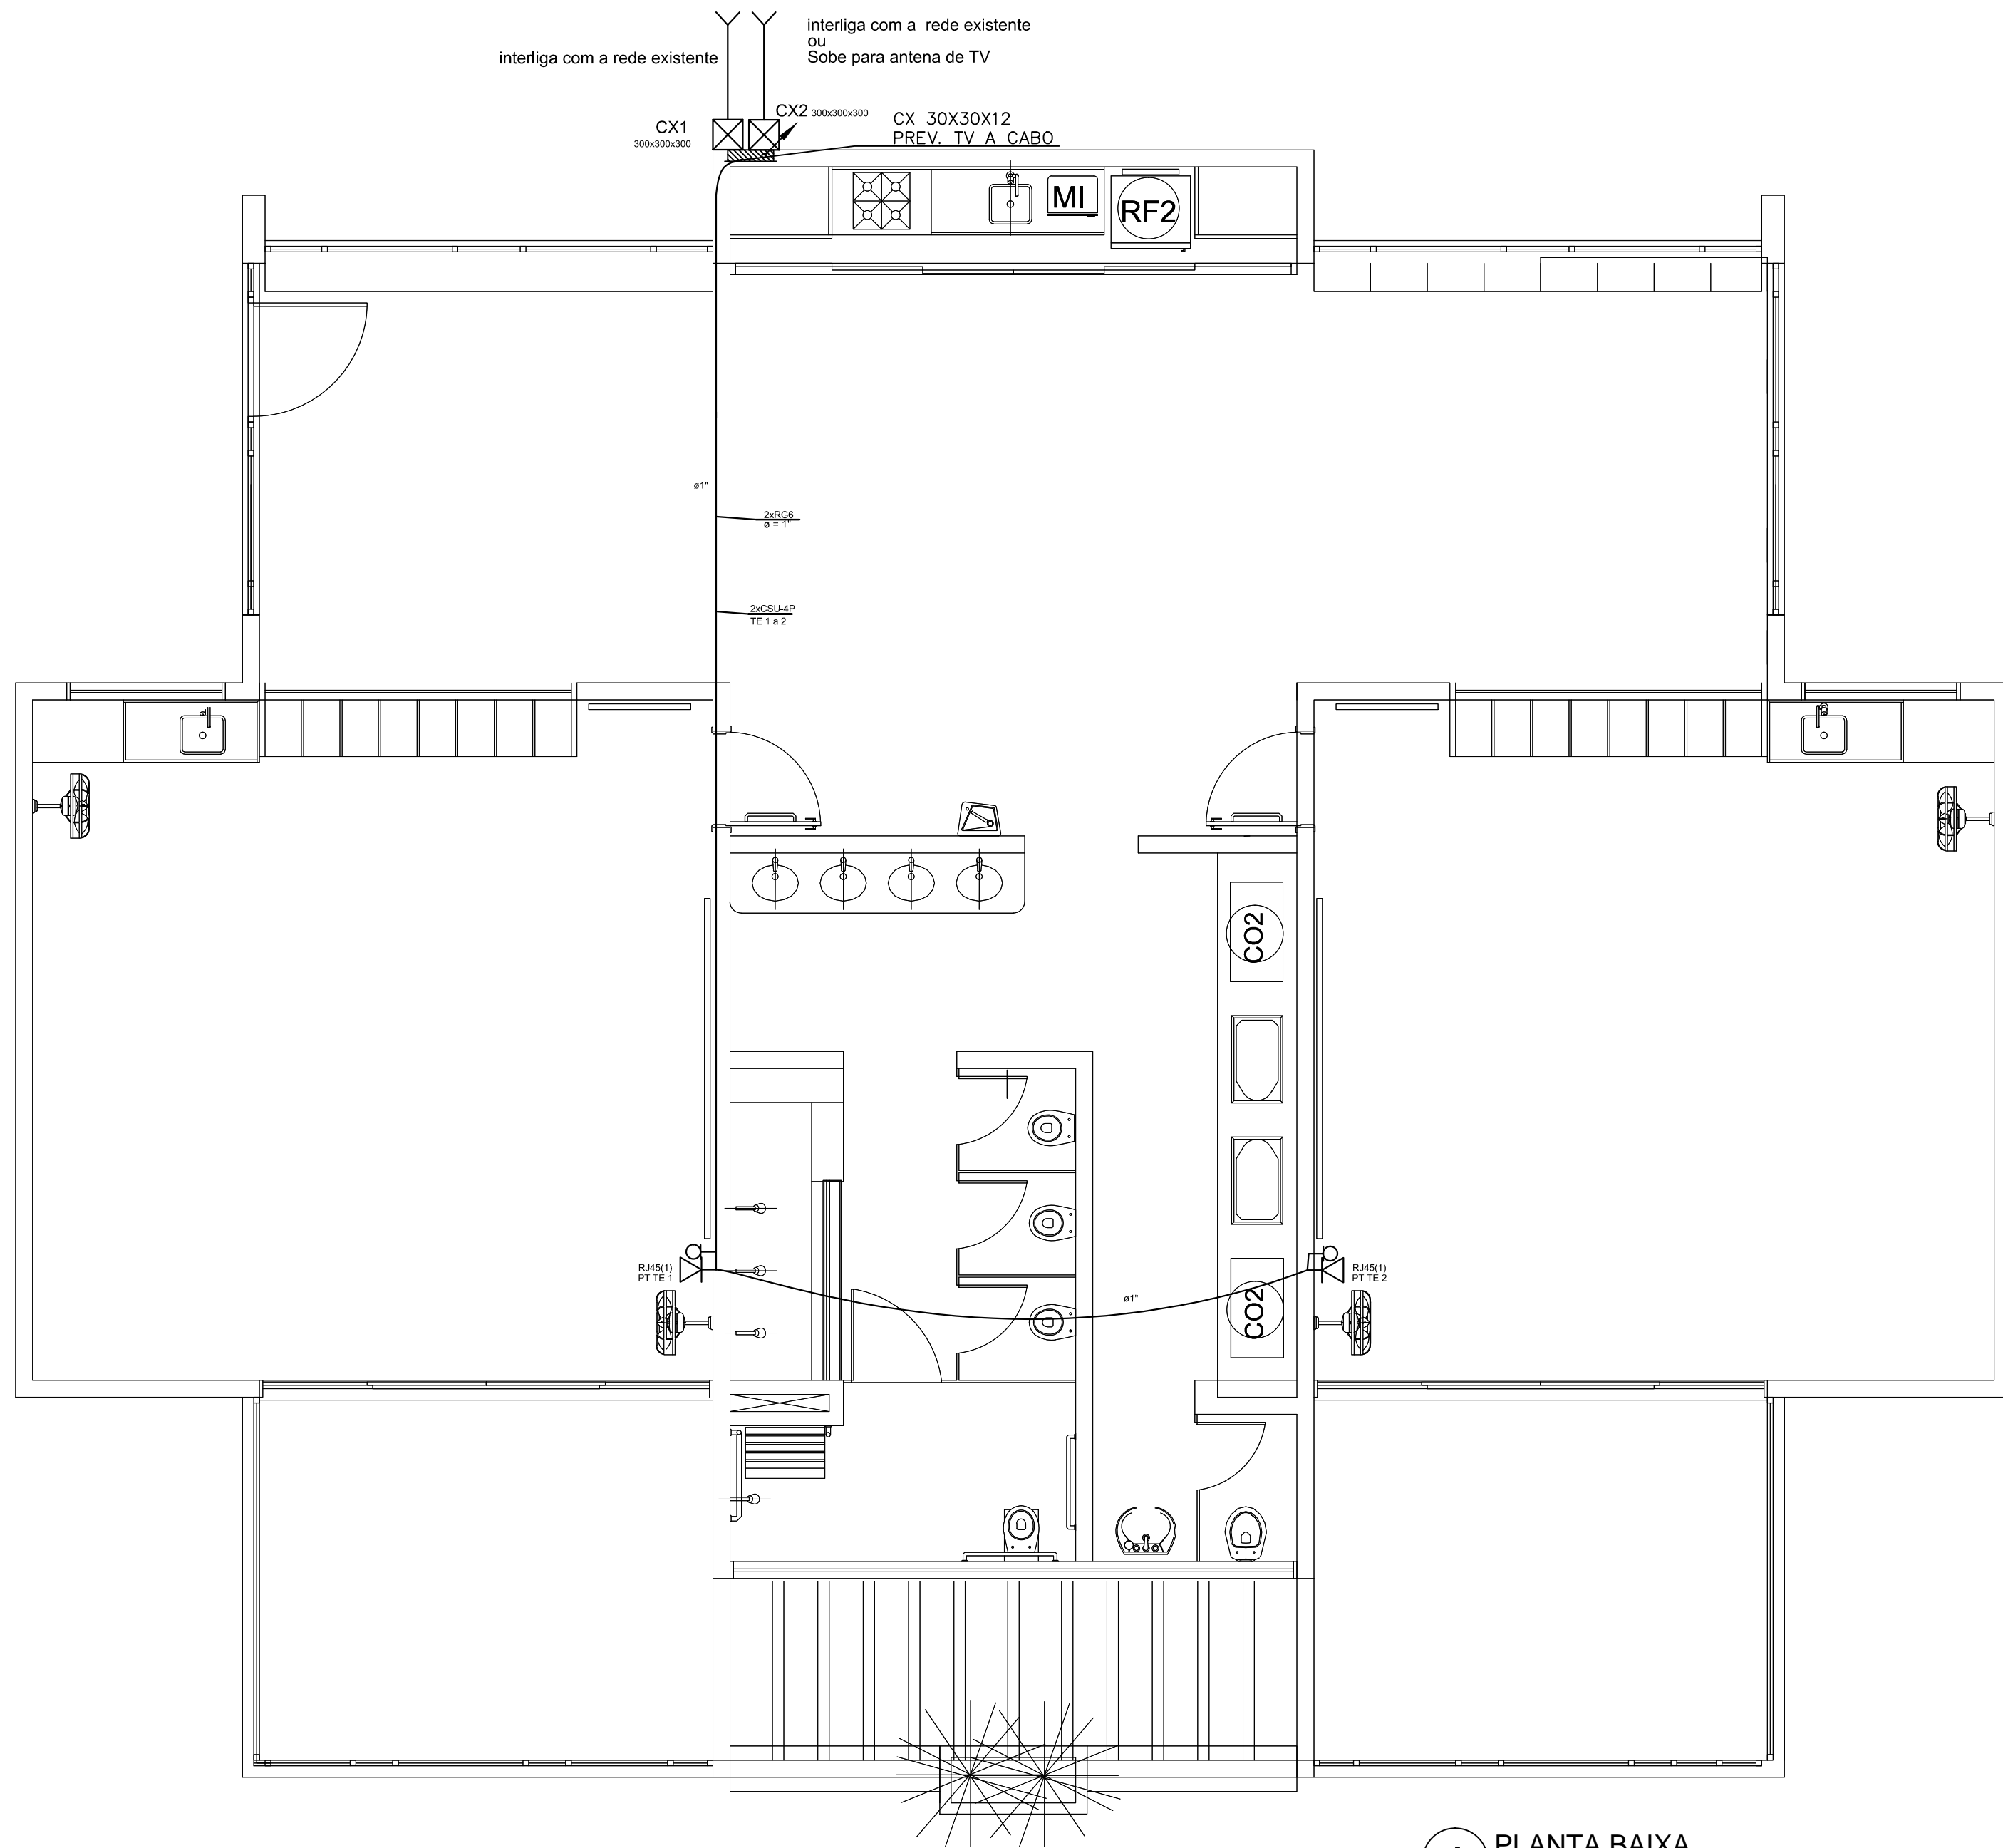 interliga com a rede existente
ou
Sobe para antena de TV
interliga com a rede existente
CX2 300x300x300
CX1
300x300x300
CX 30X30X12
PREV. TV A CABO
MI
RF2
ø1"
2xRG6
ø = 1"
2xCSU-4P
TE 1 a 2
CO2
RJ45(1)
PT TE 1
RJ45(1)
PT TE 2
ø1"
CO2
PLANTA BAIXA